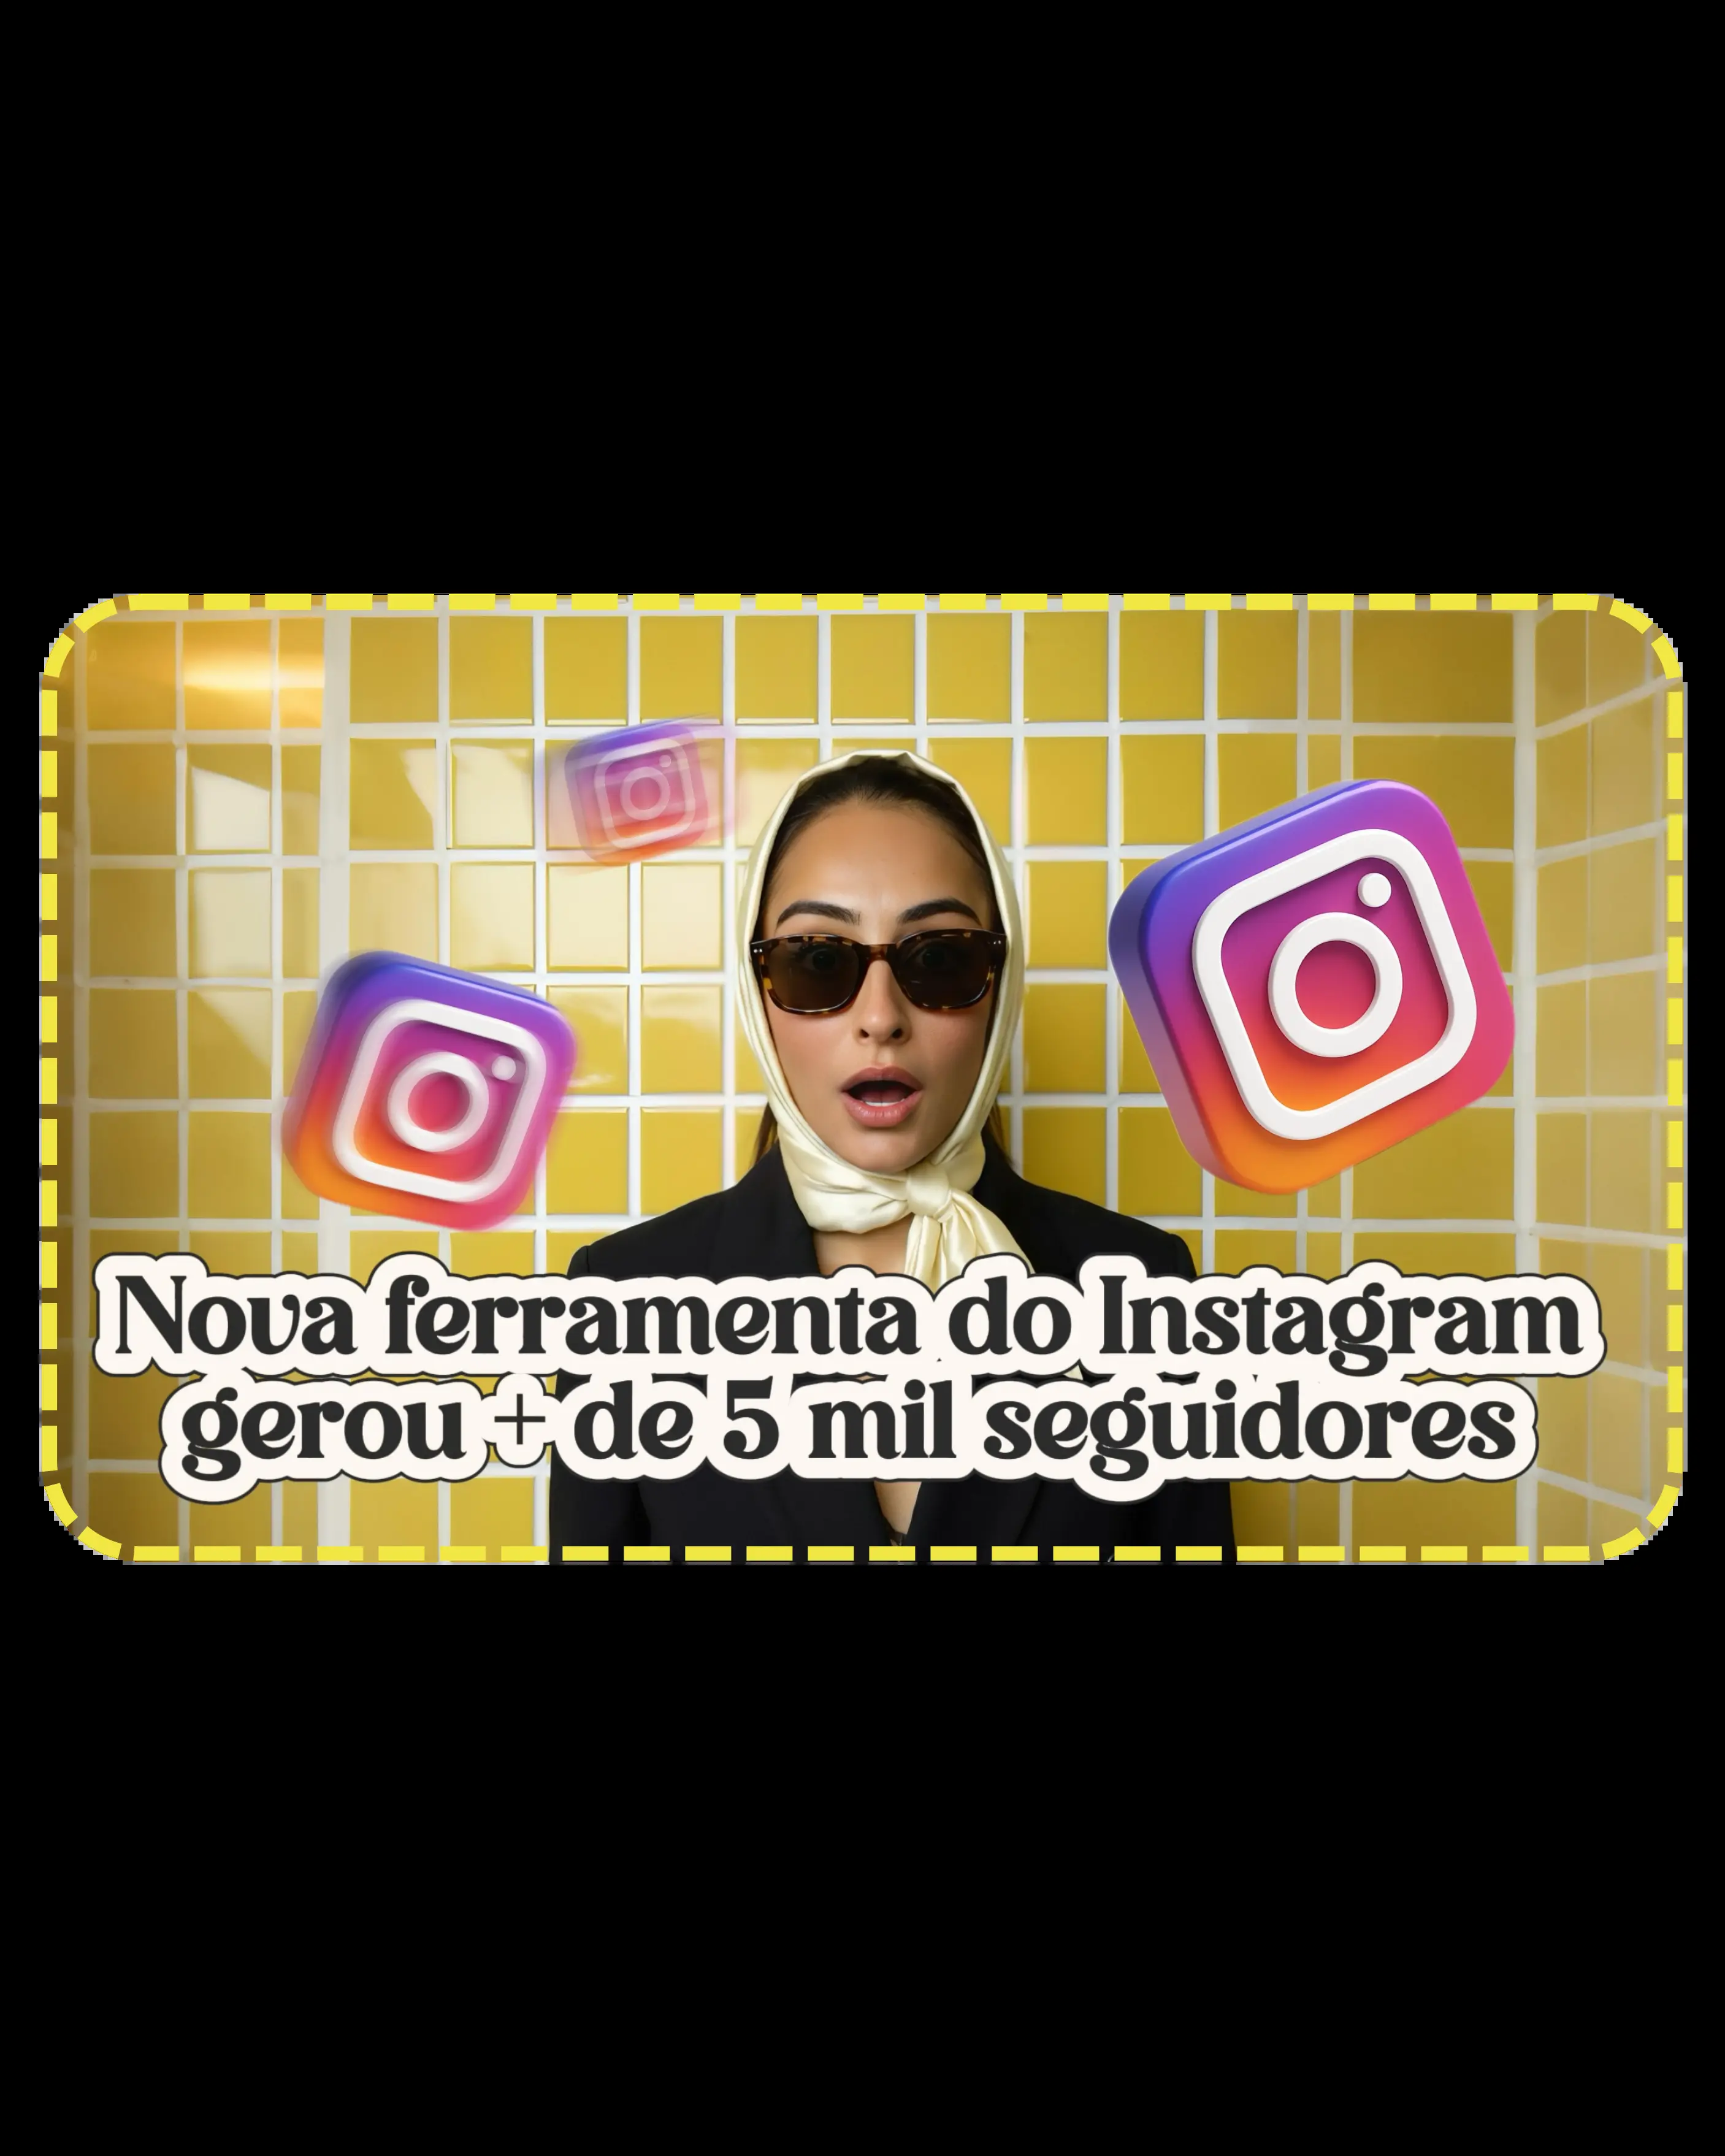 Nova ferramenta do Instagram
gerou + de 5 mil seguidores